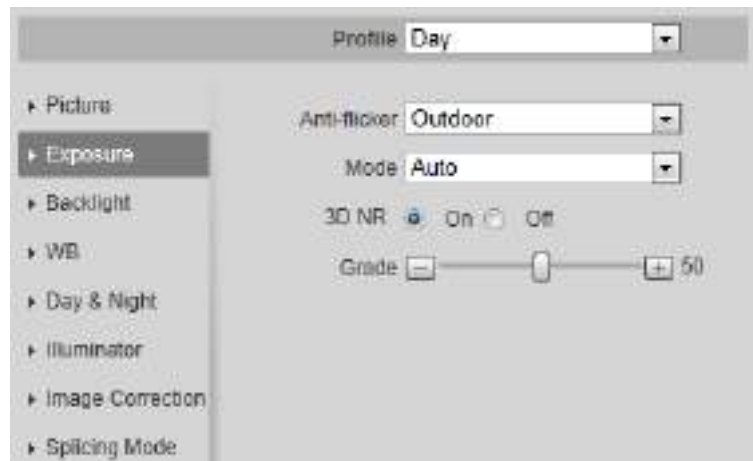 Profile Day
Picture
Exposure
Backlight
WB
Day & Night
Illuminator
Image Correction
Splicing Mode
Anti-flicker Outdoor
Mode Auto
3D NR On Off
Grade 50